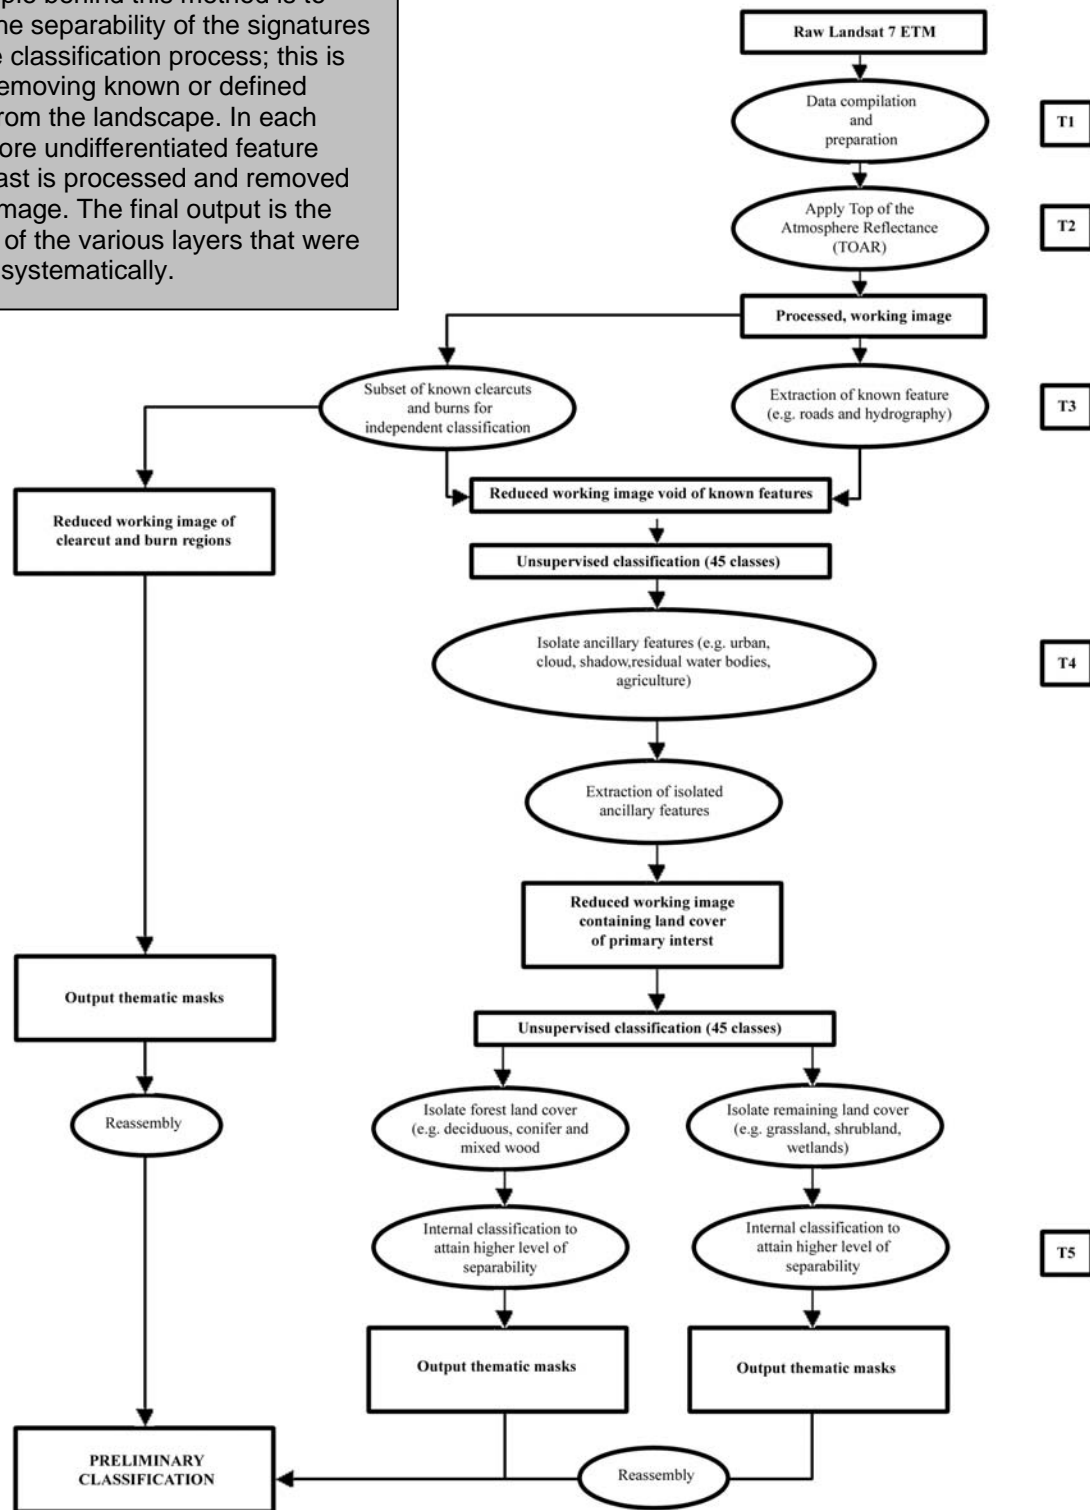 behind this method is to
the separability of the signatures
classification process; this is
removing known or defined
from the landscape. In each
undifferentiated feature
is processed and removed
image. The final output is the
of the various layers that were
systematically.
Raw Landsat 7 ETM
Data compilation
and
preparation
T1
Apply Top of the
Atmosphere Reflectance
(TOAR)
T2
Processed, working image
Subset of known clearcuts
and burns for
independent classification
Extraction of known feature
(e.g. roads and hydrography)
T3
Reduced working image void of known features
Reduced working image of
clearcut and burn regions
Unsupervised classification (45 classes)
Isolate ancillary features (e.g. urban,
cloud, shadow,residual water bodies,
agriculture)
T4
Extraction of isolated
ancillary features
Reduced working image
containing land cover
of primary interst
Output thematic masks
Unsupervised classification (45 classes)
Reassembly
Isolate forest land cover
(e.g. deciduous, conifer and
mixed wood
Isolate remaining land cover
(e.g. grassland, shrubland,
wetlands)
Internal classification to
attain higher level of
separability
Internal classification to
attain higher level of
separability
T5
Output thematic masks
Output thematic masks
PRELIMINARY
CLASSIFICATION
Reassembly